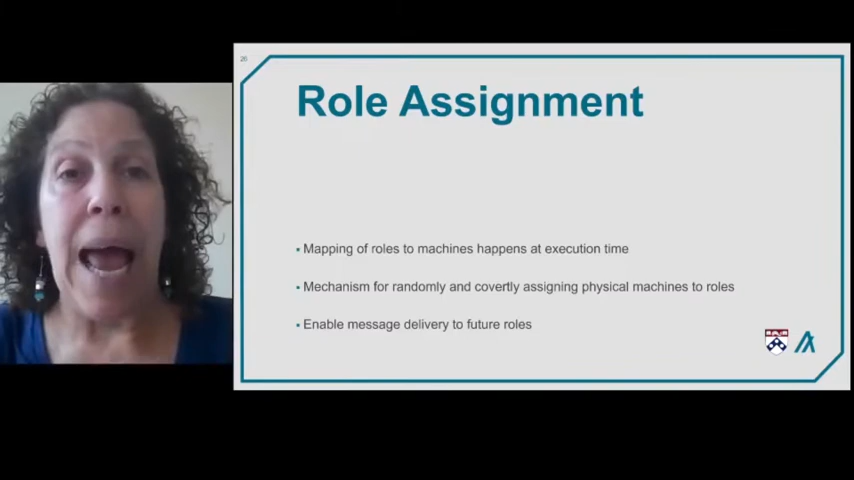 26
Role Assignment
▪ Mapping of roles to machines happens at execution time
▪ Mechanism for randomly and covertly assigning physical machines to roles
▪ Enable message delivery to future roles